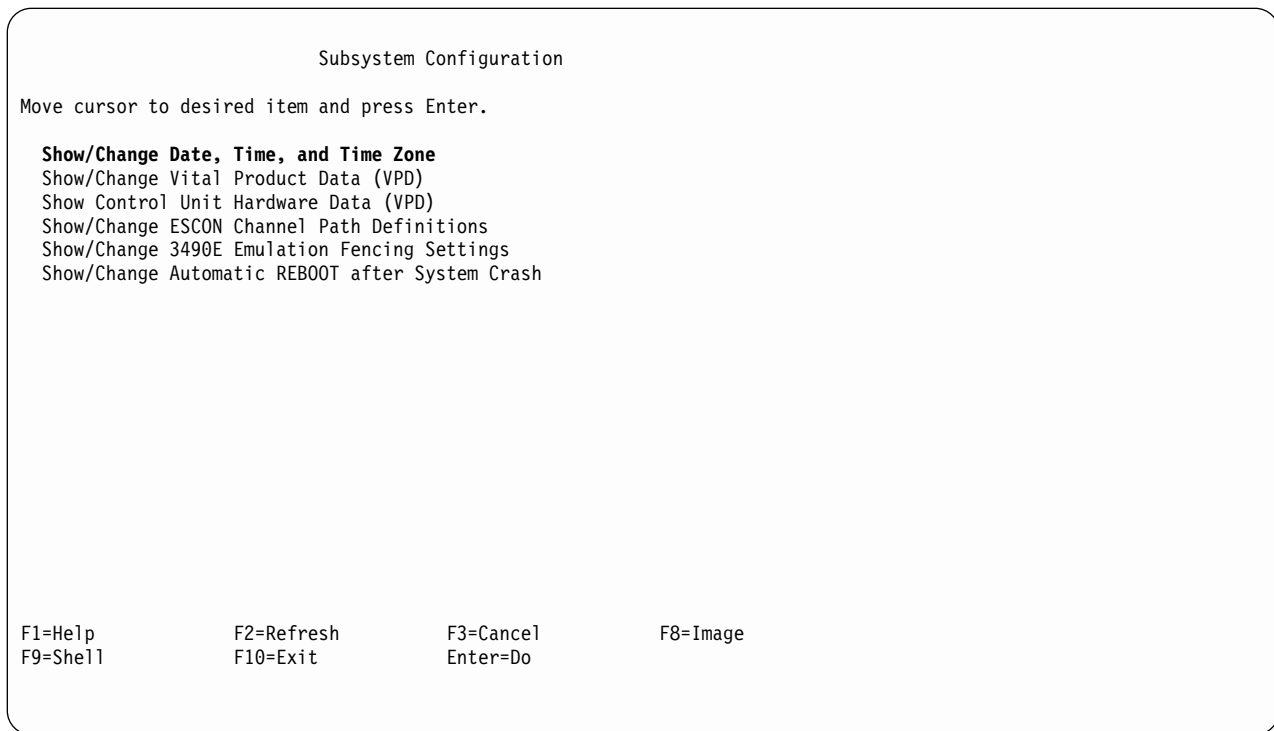 Subsystem Configuration
Move cursor to desired item and press Enter.
Show/Change Date, Time, and Time Zone
Show/Change Vital Product Data (VPD)
Show Control Unit Hardware Data (VPD)
Show/Change ESCON Channel Path Definitions
Show/Change 3490E Emulation Fencing Settings
Show/Change Automatic REBOOT after System Crash
F1=Help F2=Refresh F3=Cancel F8=Image
F9=Shell F10=Exit Enter=Do